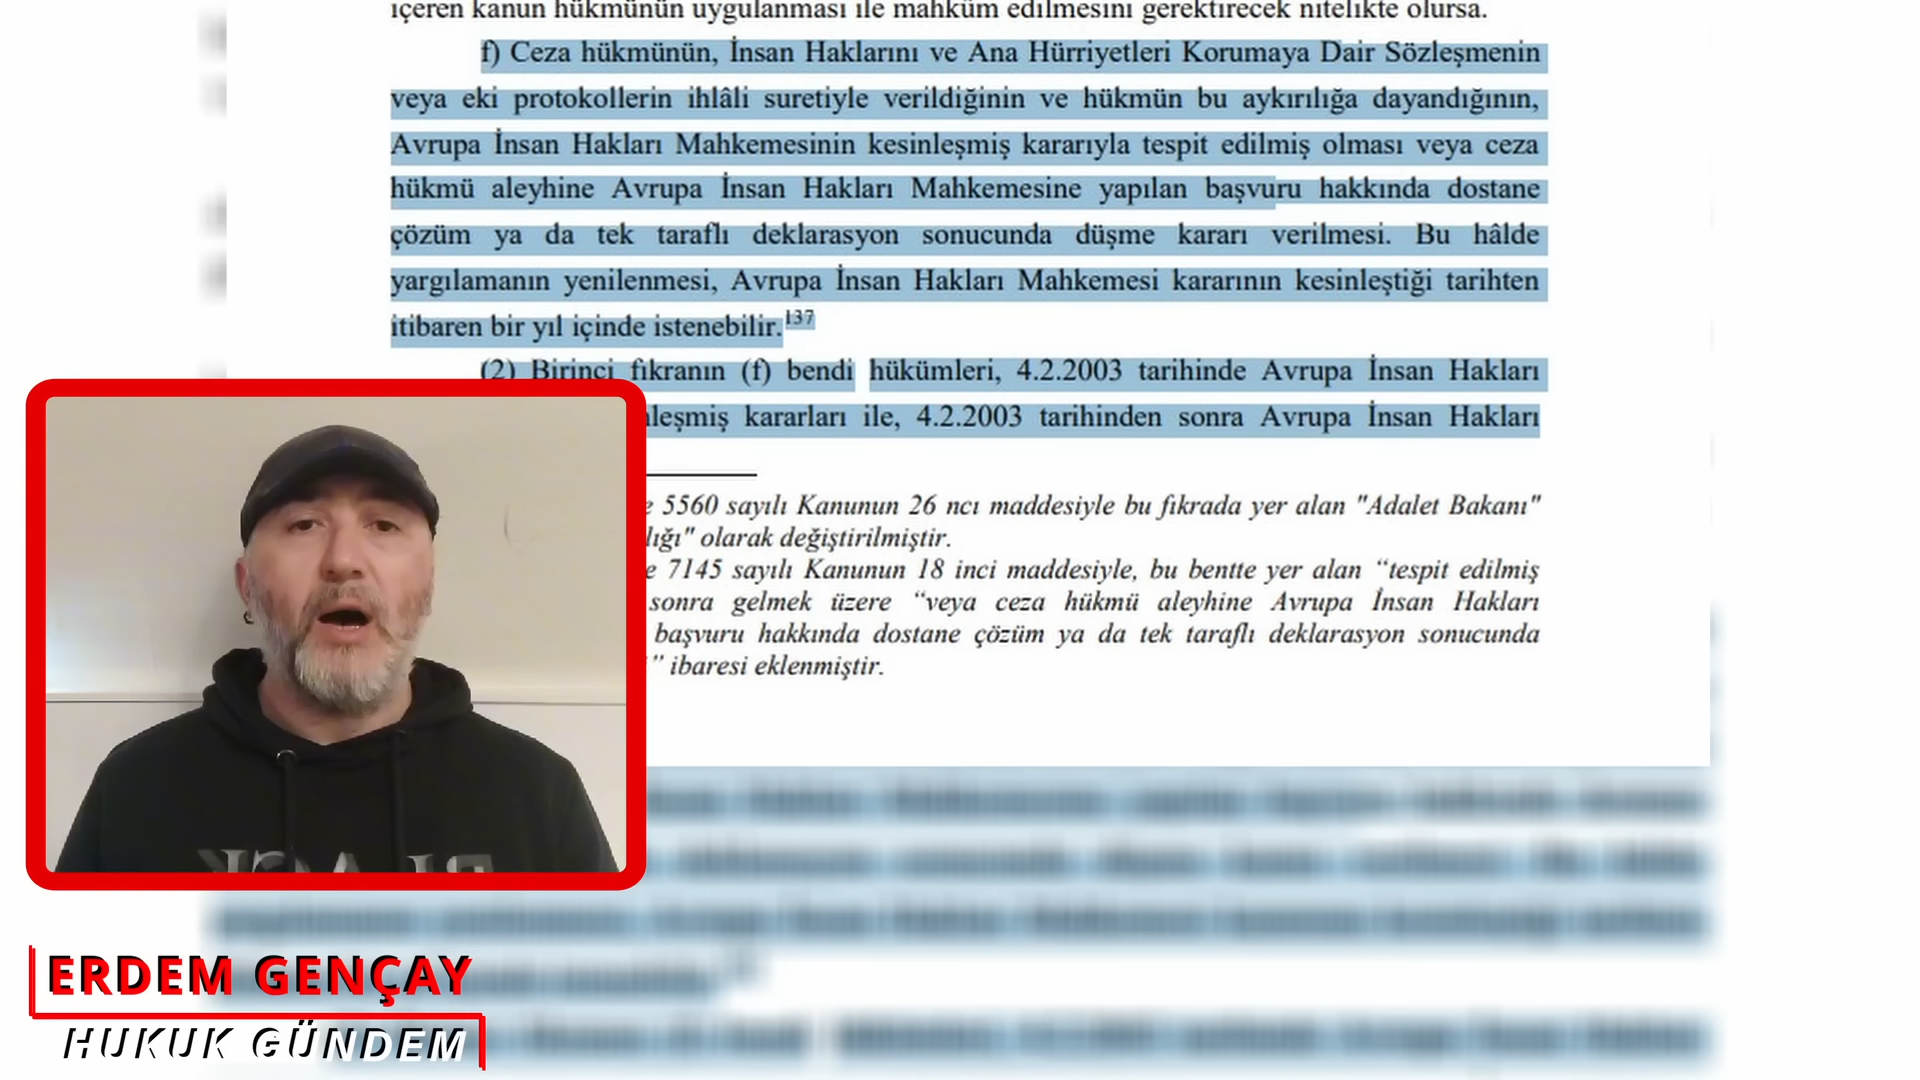 içeren kanun hükmünün uygulanması ile mahkûm edilmesini gerektirecek nitelikte olursa.
f) Ceza hükmünün, İnsan Haklarını ve Ana Hürriyetleri Korumaya Dair Sözleşmenin
veya eki protokollerin ihlâli suretiyle verildiğinin ve hükmün bu aykırılığa dayandığının,
Avrupa İnsan Hakları Mahkemesinin kesinleşmiş kararıyla tespit edilmiş olması veya ceza
hükmü aleyhine Avrupa İnsan Hakları Mahkemesine yapılan başvuru hakkında dostane
çözüm ya da tek taraflı deklarasyon sonucunda düşme kararı verilmesi. Bu hâlde
yargılamanın yenilenmesi, Avrupa İnsan Hakları Mahkemesi kararının kesinleştiği tarihten
itibaren bir yıl içinde istenebilir.137
(2) Birinci fıkranın (f) bendi hükümleri, 4.2.2003 tarihinde Avrupa İnsan Hakları
kararları ile, 4.2.2003 tarihinden sonra Avrupa İnsan Hakları
5560 sayılı Kanunun 26 ncı maddesiyle bu fıkrada yer alan "Adalet Bakanı"
olarak değiştirilmiştir.
7145 sayılı Kanunun 18 inci maddesiyle, bu bentte yer alan “tespit edilmiş
sonra gelmek üzere “veya ceza hükmü aleyhine Avrupa İnsan Hakları
başvuru hakkında dostane çözüm ya da tek taraflı deklarasyon sonucunda
” ibaresi eklenmiştir.
ERDEM GENÇAY
HUKUK GÜNDEM